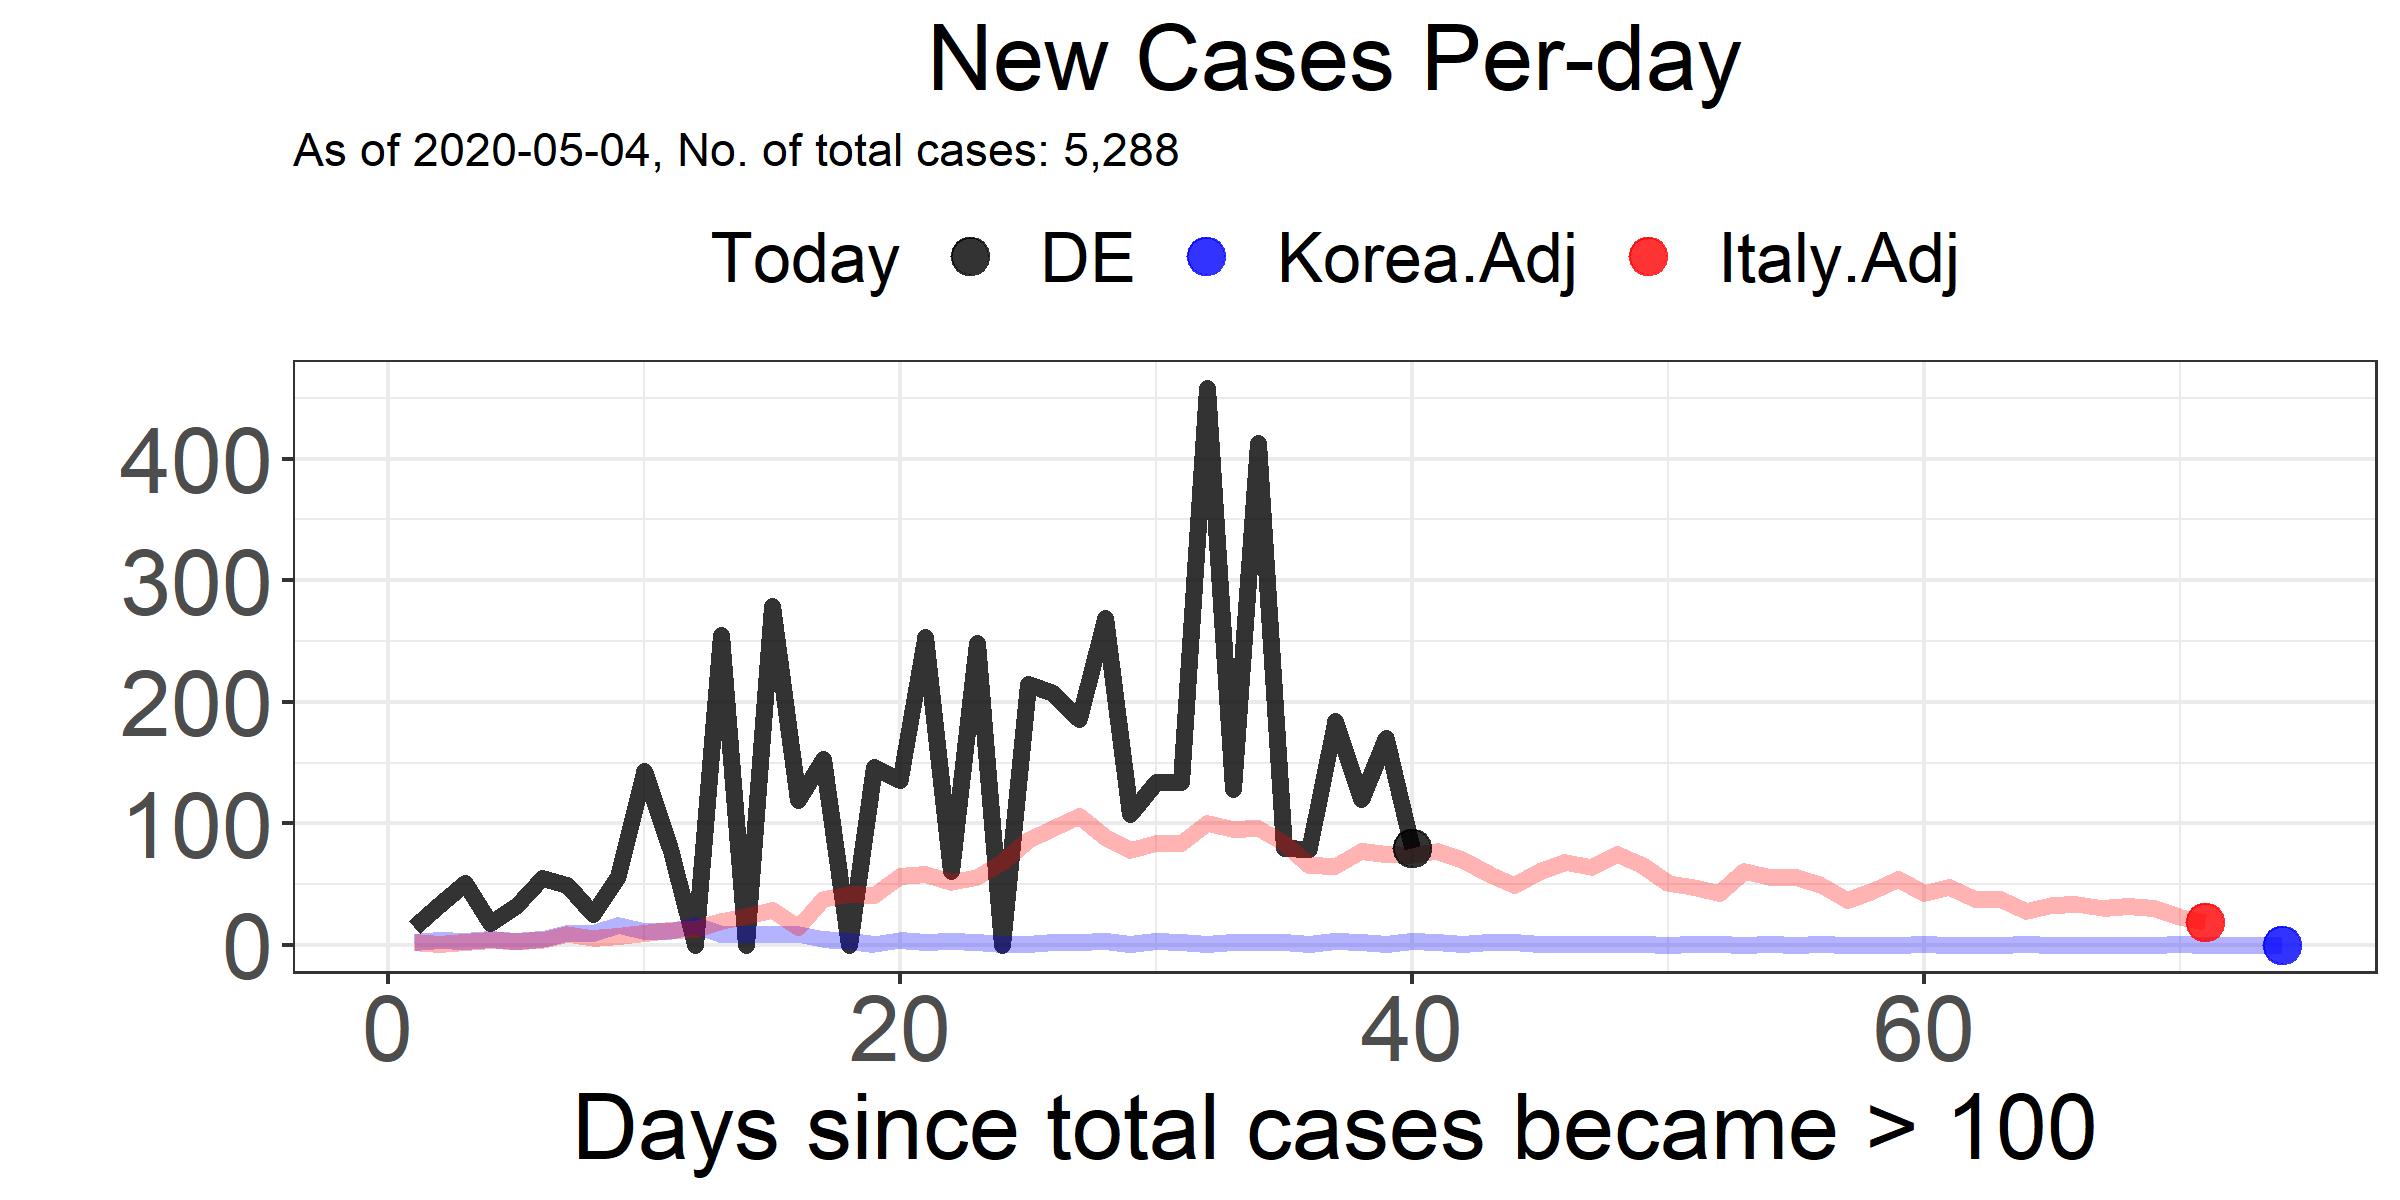 New Cases Per-day
As of 2020-05-04, No. of total cases: 5,288
Today DE Korea.Adj Italy.Adj
400
300
200
100
0
0 20 40 60
Days since total cases became > 100